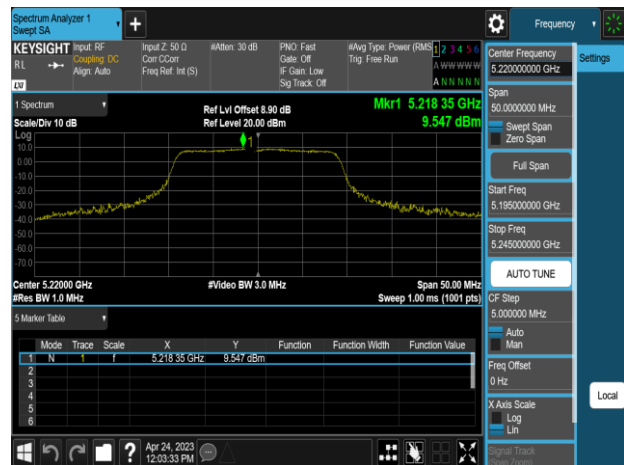 Spectrum Analyzer 1
Swept SA
+
Frequency
KEYSIGHT
RL
LXI
Input: RF
Coupling: DC
Align: Auto
Input Z: 50 Ω
Corr CCorr
Freq Ref: Int (S)
#Atten: 30 dB
PNO: Fast
Gate: Off
IF Gain: Low
Sig Track: Off
#Avg Type: Power (RMS
Trig: Free Run
1 2 3 4 5 6
A W W W W W
A N N N N N
Center Frequency
5.220000000 GHz
Settings
Span
50.0000000 MHz
Swept Span
Zero Span
Full Span
Start Freq
5.195000000 GHz
Stop Freq
5.245000000 GHz
AUTO TUNE
CF Step
5.000000 MHz
Auto
Man
Freq Offset
0 Hz
X Axis Scale
Log
Lin
Local
Signal Track
(Span Zoom)
1 Spectrum
Scale/Div 10 dB
Ref Lvl Offset 8.90 dB
Ref Level 20.00 dBm
Mkr1 5.218 35 GHz
9.547 dBm
Log
10.0
0.00
-10.0
-20.0
-30.0
-40.0
-50.0
-60.0
-70.0
1
Center 5.22000 GHz
#Res BW 1.0 MHz
#Video BW 3.0 MHz
Span 50.00 MHz
Sweep 1.00 ms (1001 pts)
5 Marker Table
Mode Trace Scale X Y Function Function Width Function Value
1 N 1 f 5.218 35 GHz 9.547 dBm
2
3
4
5
6
?
Apr 24, 2023
12:03:33 PM